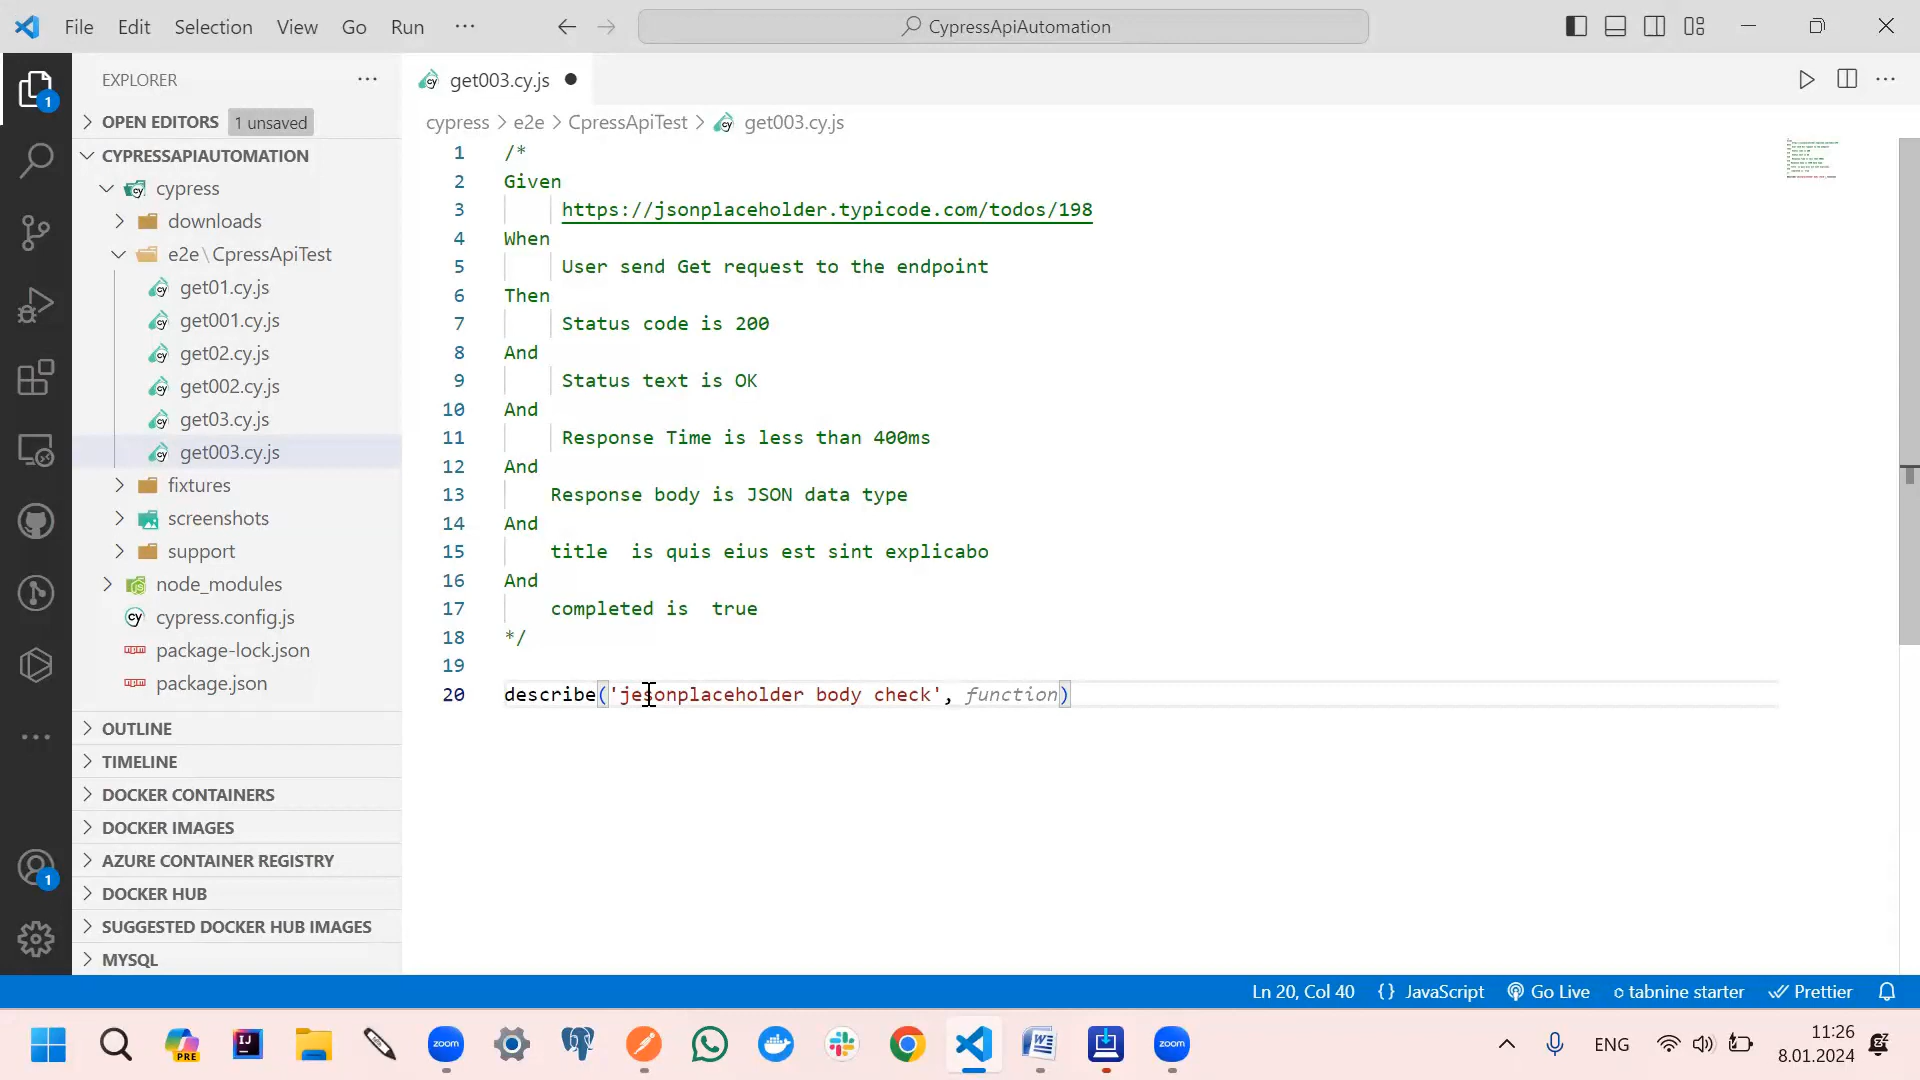 File Edit Selection View Go Run ··· CypressApiAutomation
EXPLORER ···
OPEN EDITORS 1 unsaved
CYPRESSAPIAUTOMATION
cypress
downloads
e2e\CpressApiTest
get01.cy.js
get001.cy.js
get02.cy.js
get002.cy.js
get03.cy.js
get003.cy.js
fixtures
screenshots
support
node_modules
cypress.config.js
package-lock.json
package.json
OUTLINE
TIMELINE
DOCKER CONTAINERS
DOCKER IMAGES
AZURE CONTAINER REGISTRY
DOCKER HUB
SUGGESTED DOCKER HUB IMAGES
MYSQL
1
1
get003.cy.js
cypress > e2e > CpressApiTest > get003.cy.js
1 /*
2 Given
3 https://jsonplaceholder.typicode.com/todos/198
4 When
5 User send Get request to the endpoint
6 Then
7 Status code is 200
8 And
9 Status text is OK
10 And
11 Response Time is less than 400ms
12 And
13 Response body is JSON data type
14 And
15 title  is quis eius est sint explicabo
16 And
17 completed is  true
18 */
19
20 describe('jesonplaceholder body check', function)
Ln 20, Col 40 {} JavaScript Go Live tabnine starter Prettier
PRE
zoom
zoom
ENG
11:26
8.01.2024